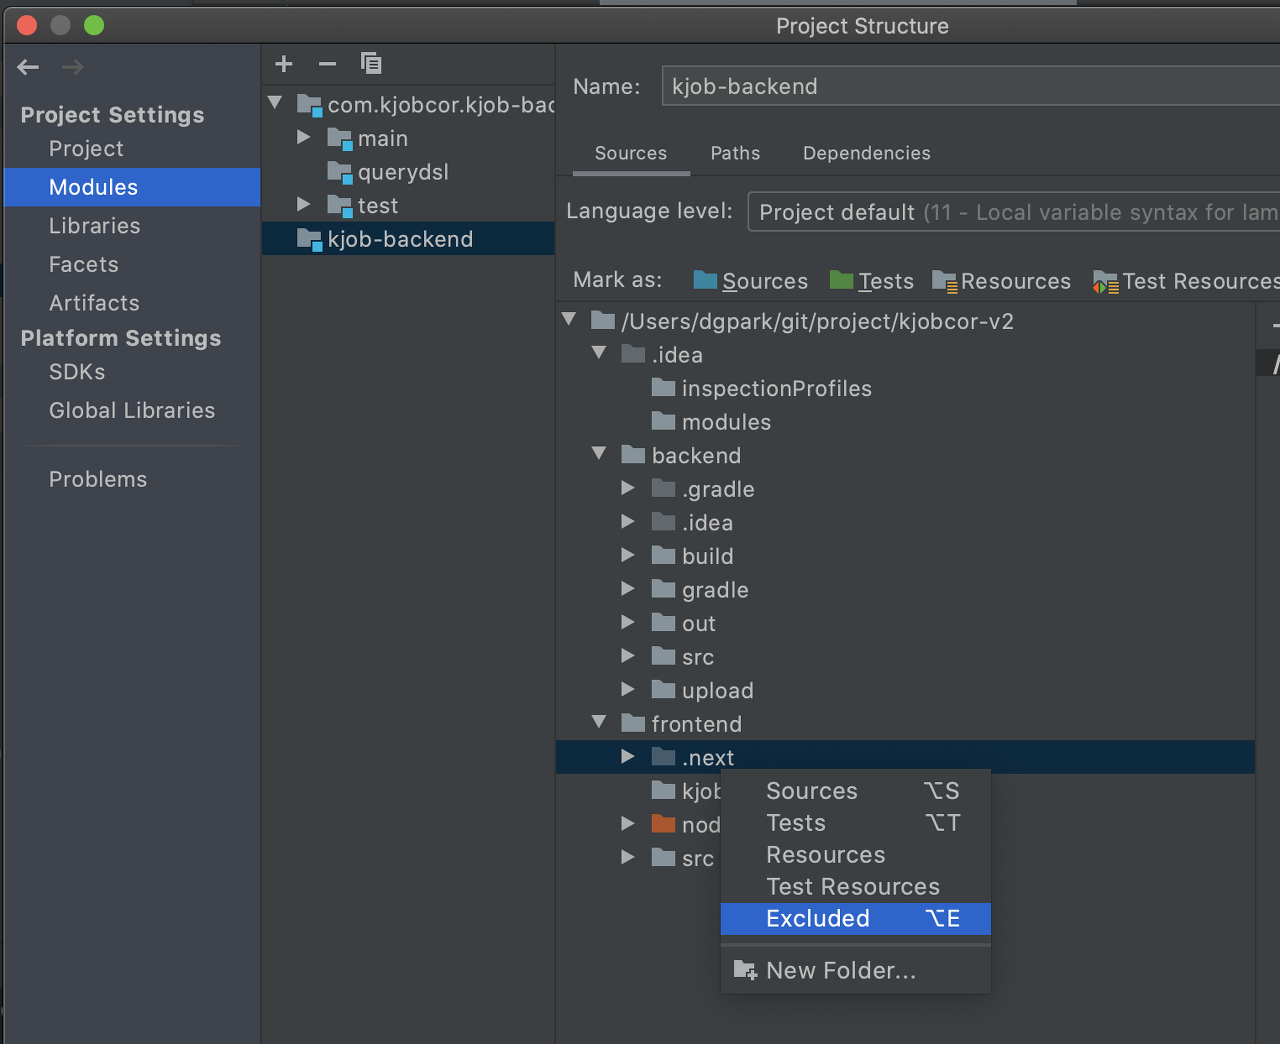 Project Structure
Project Settings
Project
Modules
Libraries
Facets
Artifacts
Platform Settings
SDKs
Global Libraries
Problems
com.kjobcor.kjob-bac
main
querydsl
test
kjob-backend
Name: kjob-backend
Sources Paths Dependencies
Language level: Project default (11 - Local variable syntax for lam
Mark as: Sources Tests Resources Test Resources
/Users/dgpark/git/project/kjobcor-v2
.idea
inspectionProfiles
modules
backend
.gradle
.idea
build
gradle
out
src
upload
frontend
.next
kjob
nod
src
Sources ⌥S
Tests ⌥T
Resources
Test Resources
Excluded ⌥E
New Folder...